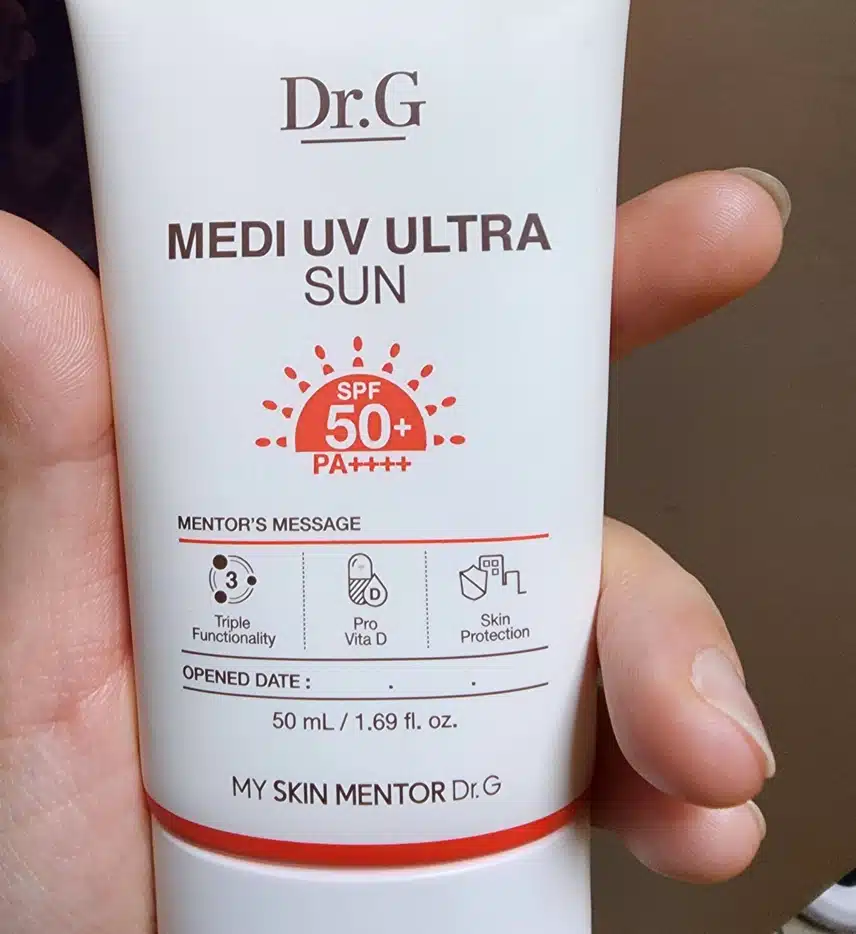 Dr.G
MEDI UV ULTRA
SUN
SPF
50+
PA++++
MENTOR'S MESSAGE
3
Triple
Functionality
D
Pro
Vita D
Skin
Protection
OPENED DATE : . .
50 mL / 1.69 fl. oz.
MY SKIN MENTOR Dr.G